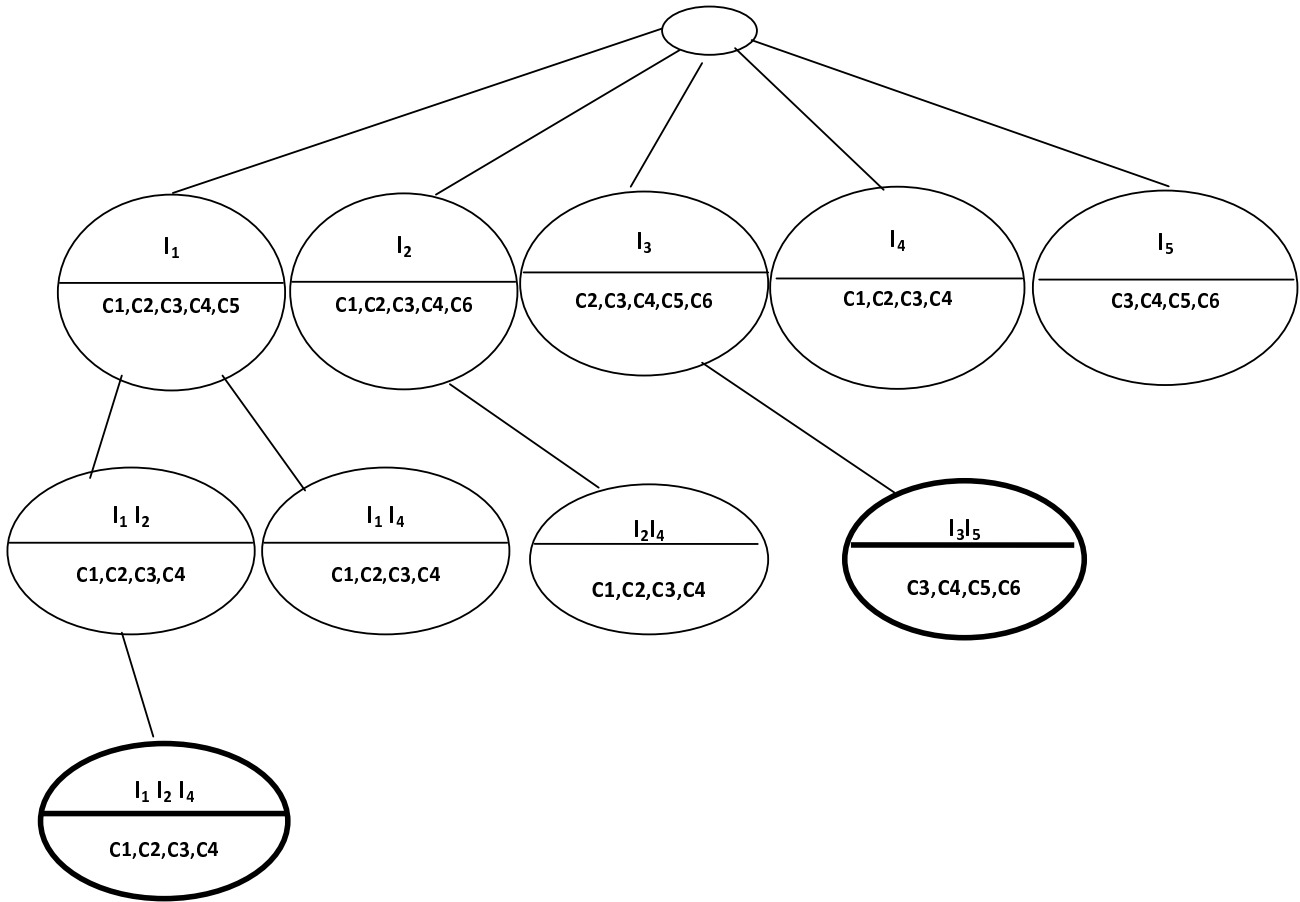 I₁
C1,C2,C3,C4,C5
I₂
C1,C2,C3,C4,C6
I₃
C2,C3,C4,C5,C6
I₄
C1,C2,C3,C4
I₅
C3,C4,C5,C6
I₁ I₂
C1,C2,C3,C4
I₁ I₄
C1,C2,C3,C4
I₂I₄
C1,C2,C3,C4
I₃I₅
C3,C4,C5,C6
I₁ I₂ I₄
C1,C2,C3,C4